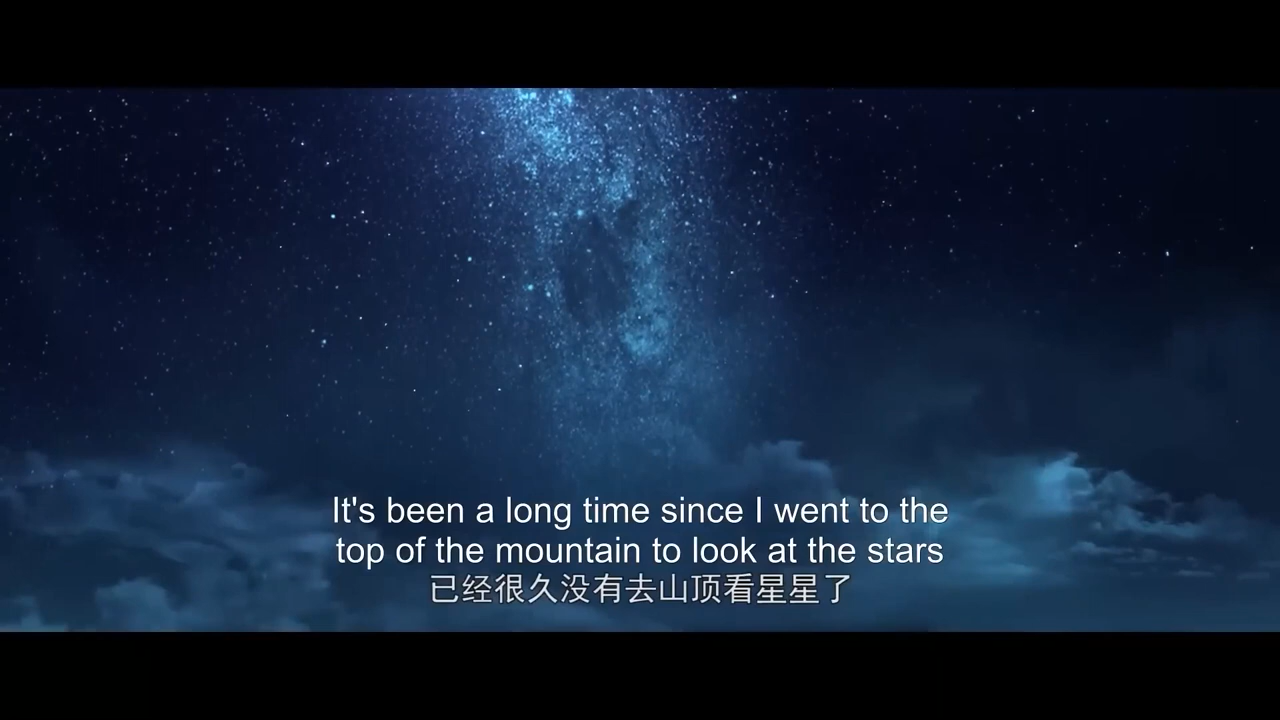 It's been a long time since I went to the
top of the mountain to look at the stars
已经很久没有去山顶看星星了